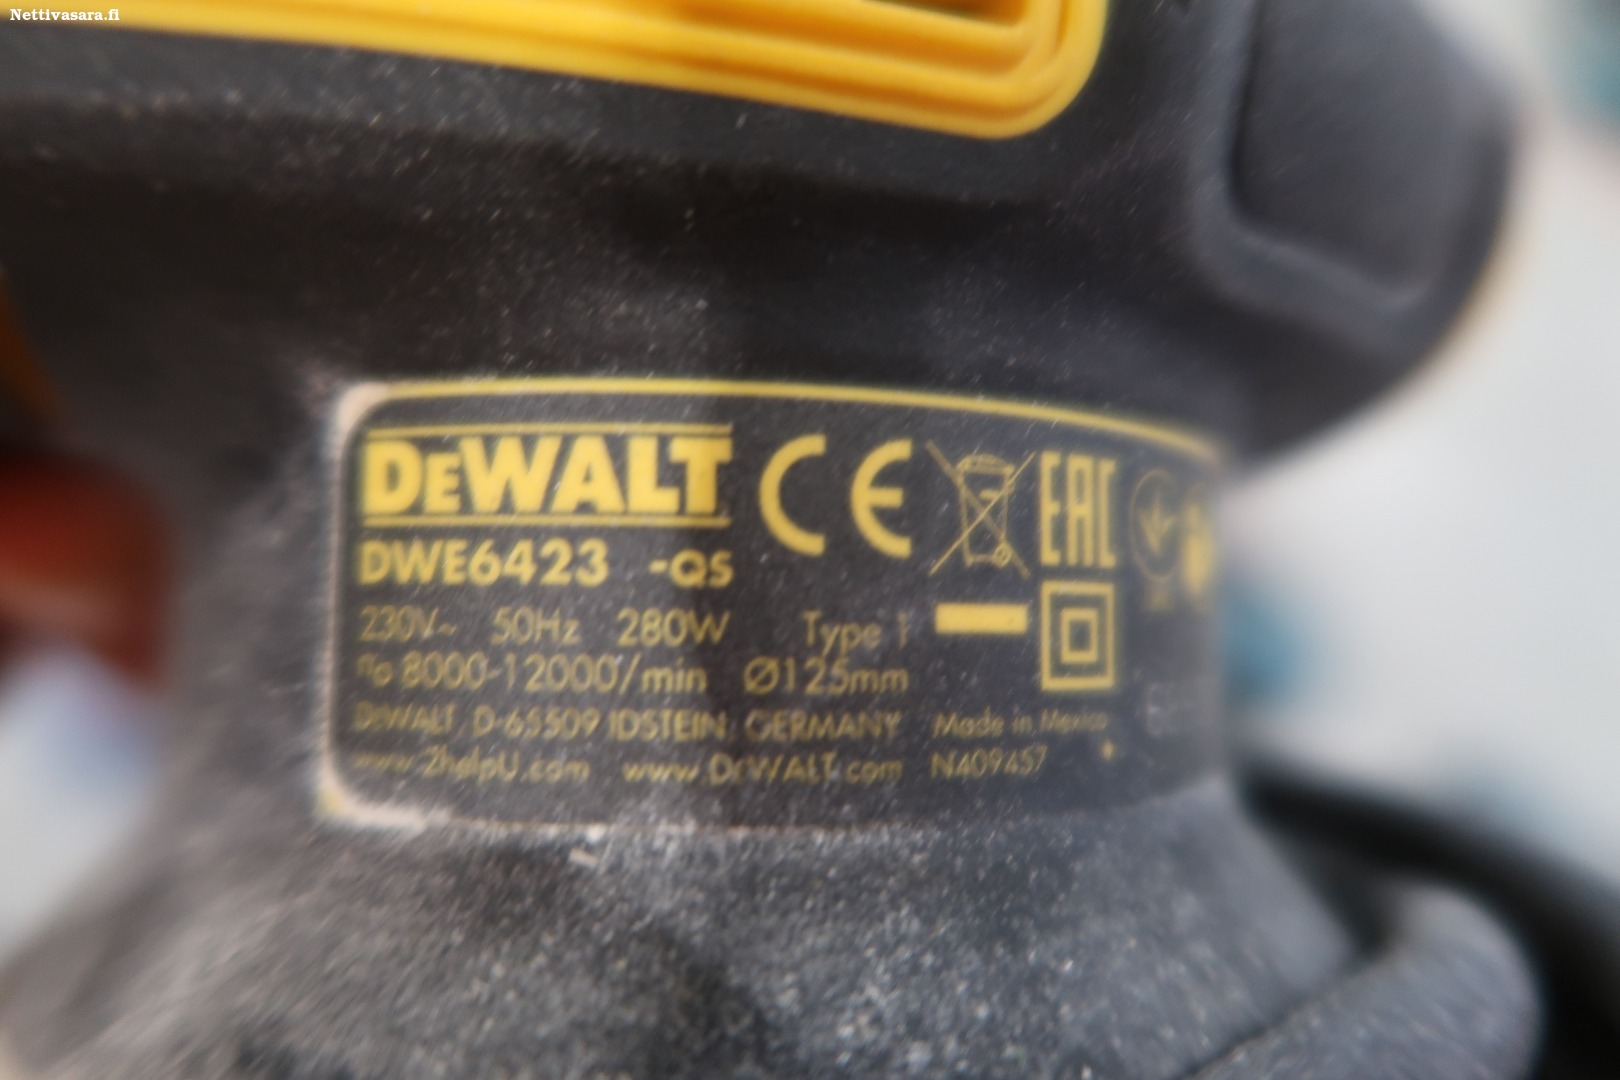 Nettivasara.fi
DEWALT CE EAC
DWE6423 -QS
230V~ 50Hz 280W Type 1
n₀ 8000-12000/min Ø125mm
DEWALT D-65509 IDSTEIN GERMANY Made in Mexico
www.2helpU.com www.DEWALT.com N409457